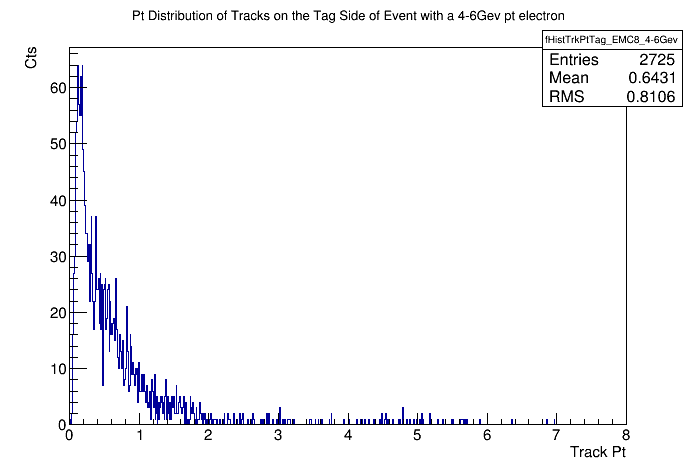 Pt Distribution of Tracks on the Tag Side of Event with a 4-6Gev pt electron
fHistTrkPtTag_EMC8_4-6Gev
Entries 2725
Mean 0.6431
RMS 0.8106
Cts
60
50
40
30
20
10
0
0 1 2 3 4 5 6 7 8
Track Pt